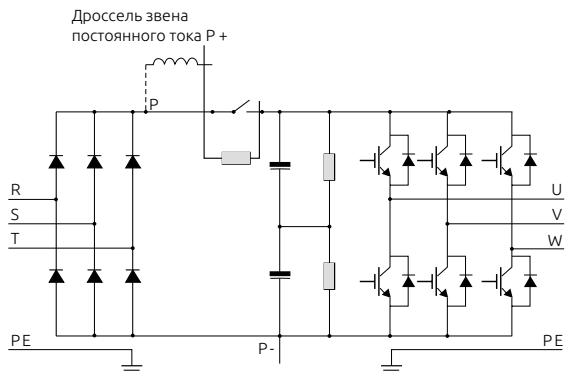 Дроссель звена
постоянного тока P +
P
R
S
T
U
V
W
PE
P-
PE